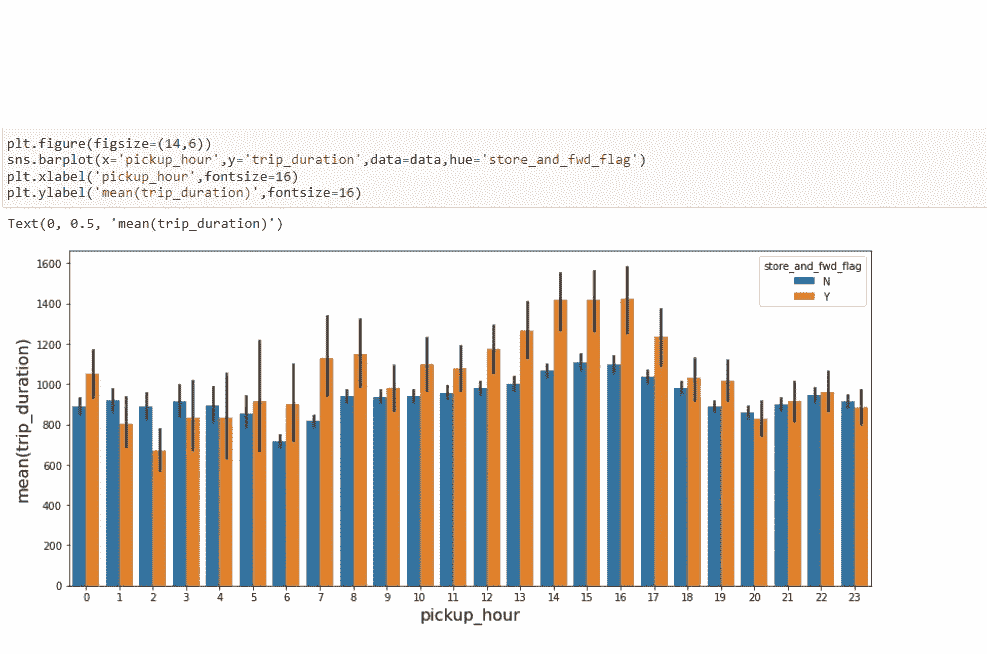 plt.figure(figsize=(14,6))
sns.barplot(x='pickup_hour',y='trip_duration',data=data,hue='store_and_fwd_flag')
plt.xlabel('pickup_hour',fontsize=16)
plt.ylabel('mean(trip_duration)',fontsize=16)
Text(0, 0.5, 'mean(trip_duration)')
store_and_fwd_flag
N
Y
mean(trip_duration)
1600
1400
1200
1000
800
600
400
200
0
0 1 2 3 4 5 6 7 8 9 10 11 12 13 14 15 16 17 18 19 20 21 22 23
pickup_hour